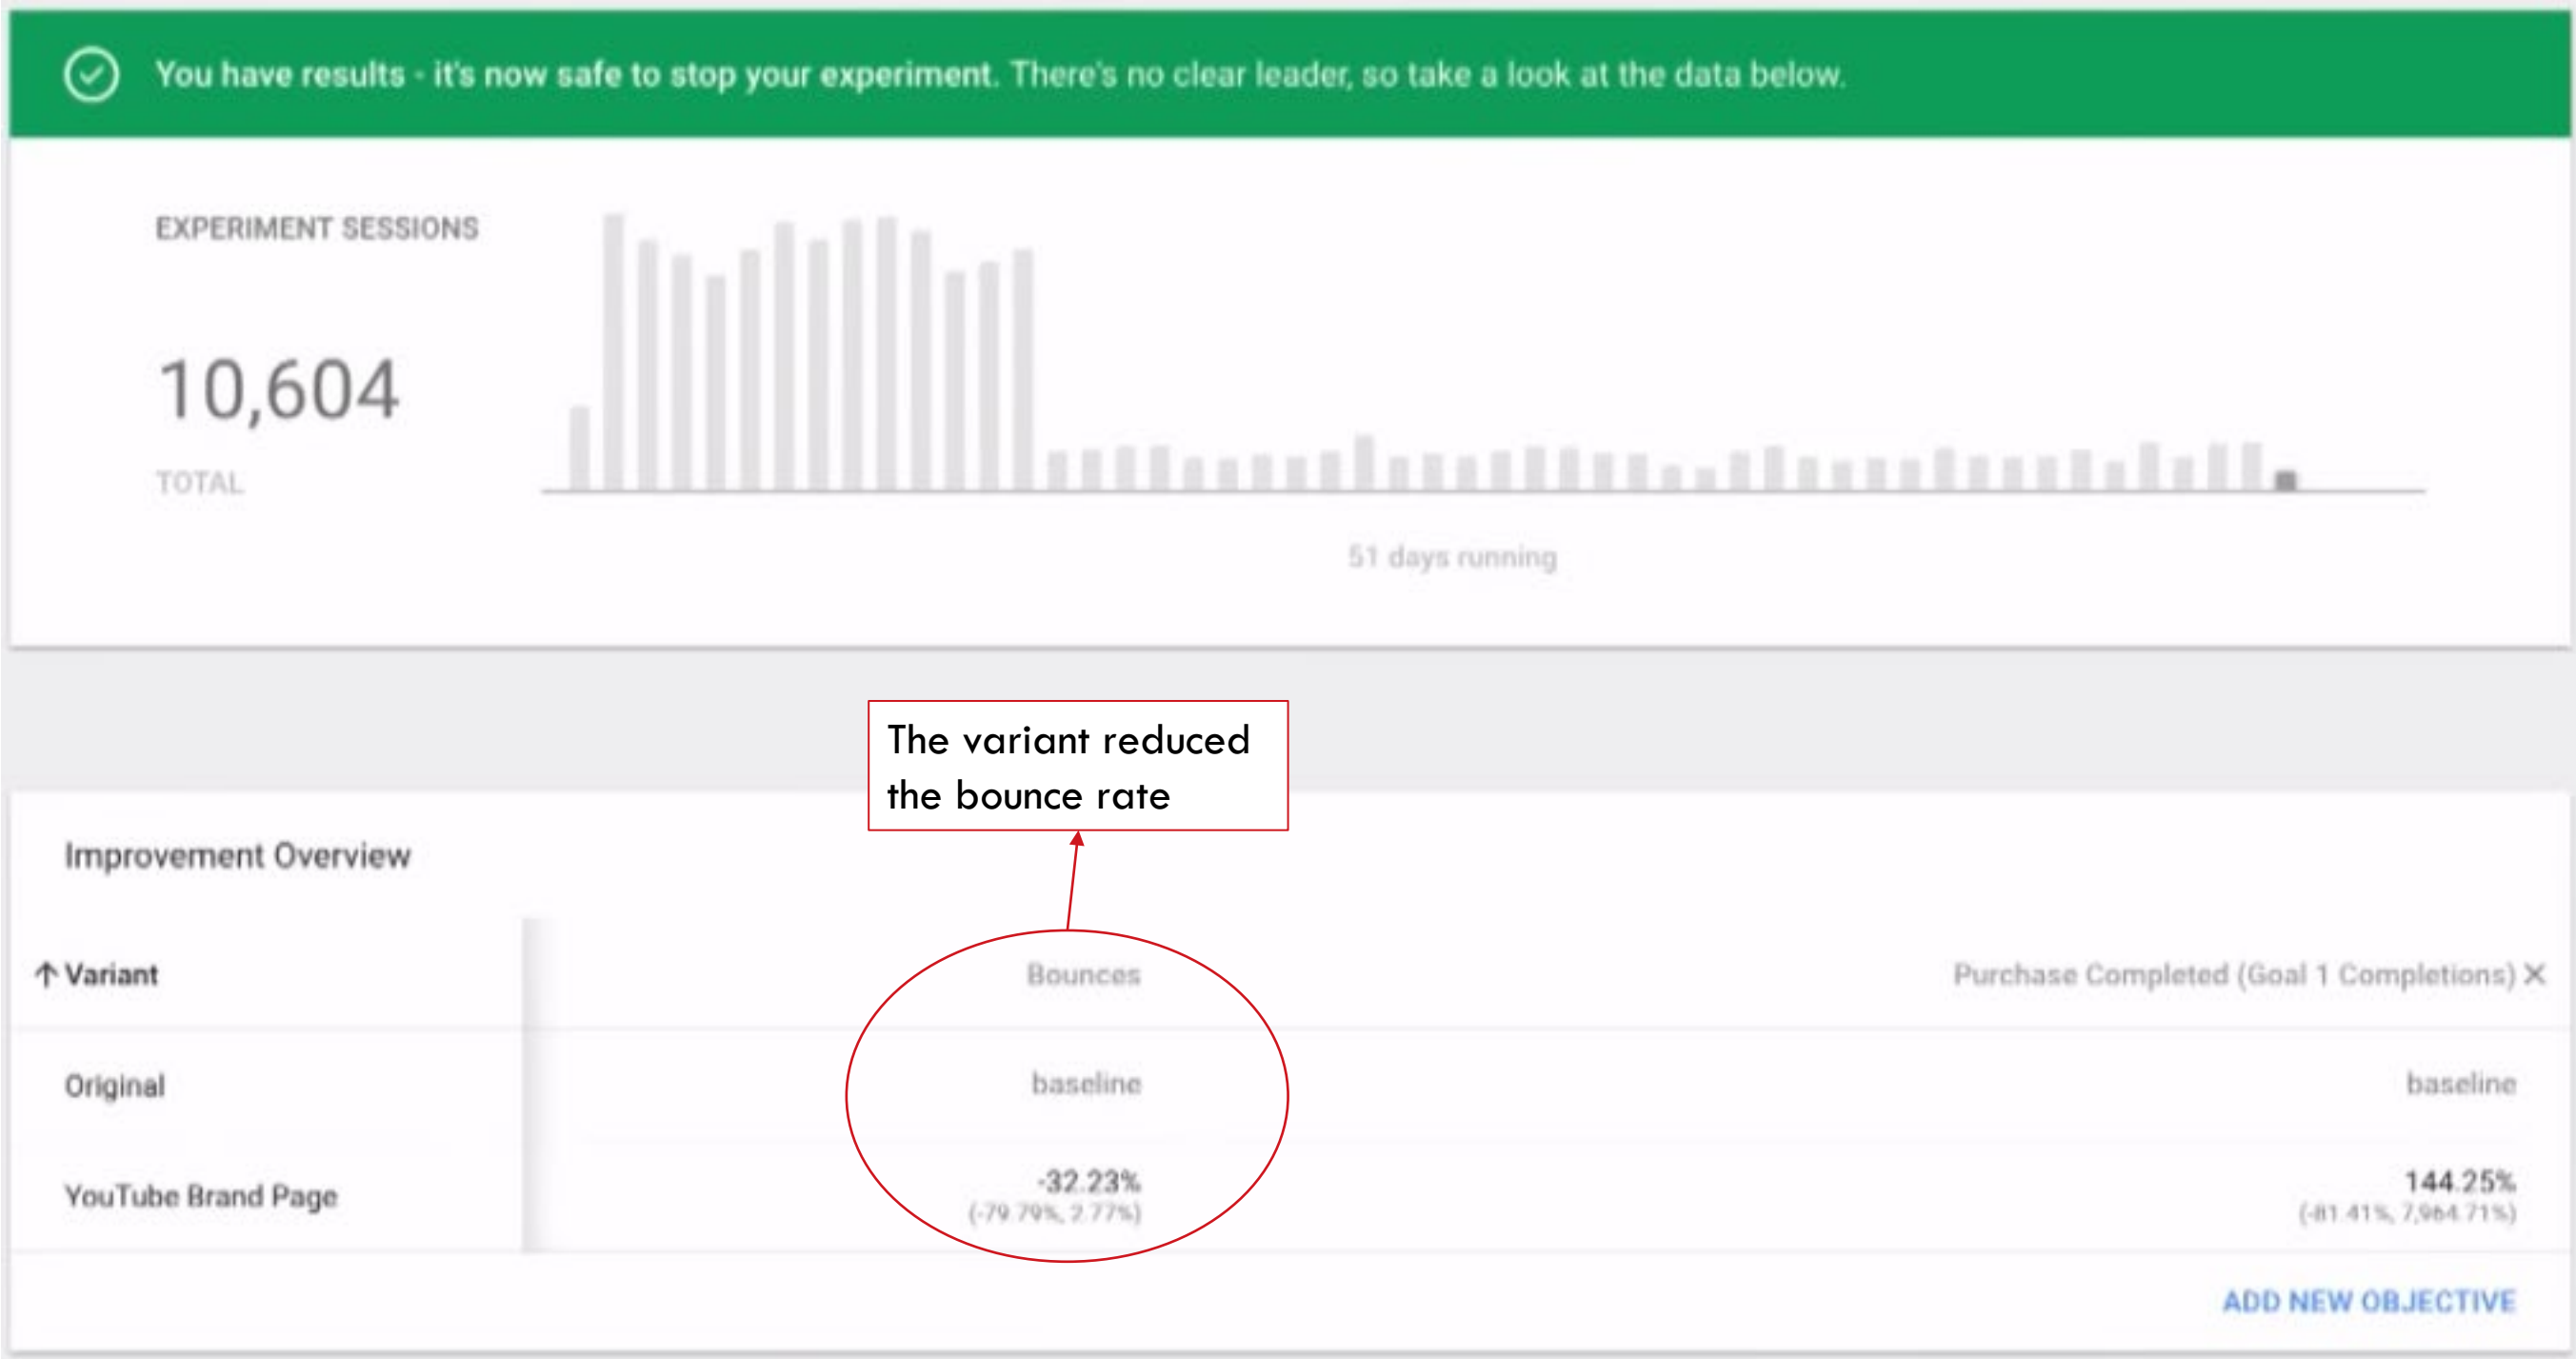 You have results - it's now safe to stop your experiment. There's no clear leader, so take a look at the data below.
EXPERIMENT SESSIONS
10,604
TOTAL
51 days running
The variant reduced
the bounce rate
Improvement Overview
↑ Variant Bounces Purchase Completed (Goal 1 Completions) ×
Original baseline baseline
YouTube Brand Page -32.23% 144.25%
(-79.79%, 2.77%) (-81.41%, 7,964.71%)
ADD NEW OBJECTIVE